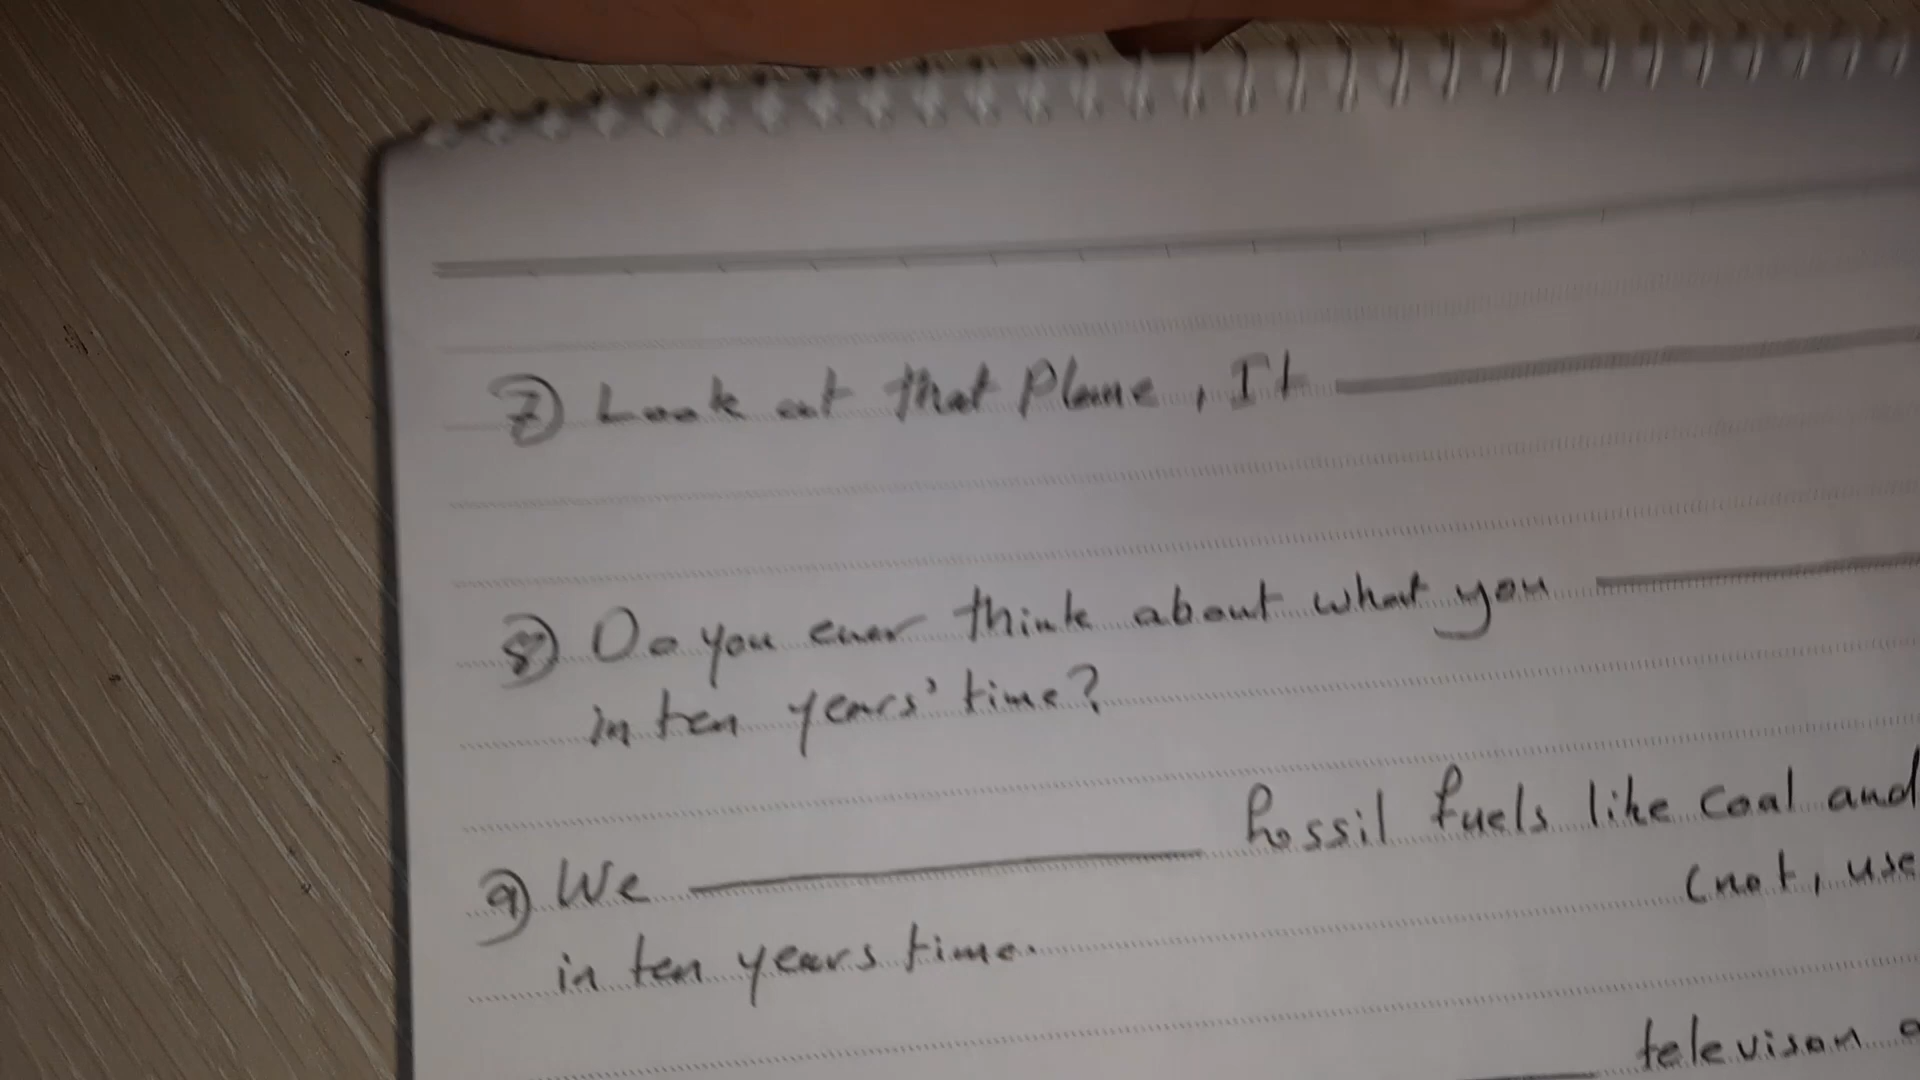 7) Look at that Plane, It
8) Do you ever think about what you
in ten years' time?
9) We fossil fuels like coal and
(not, use
in ten years time.
televison